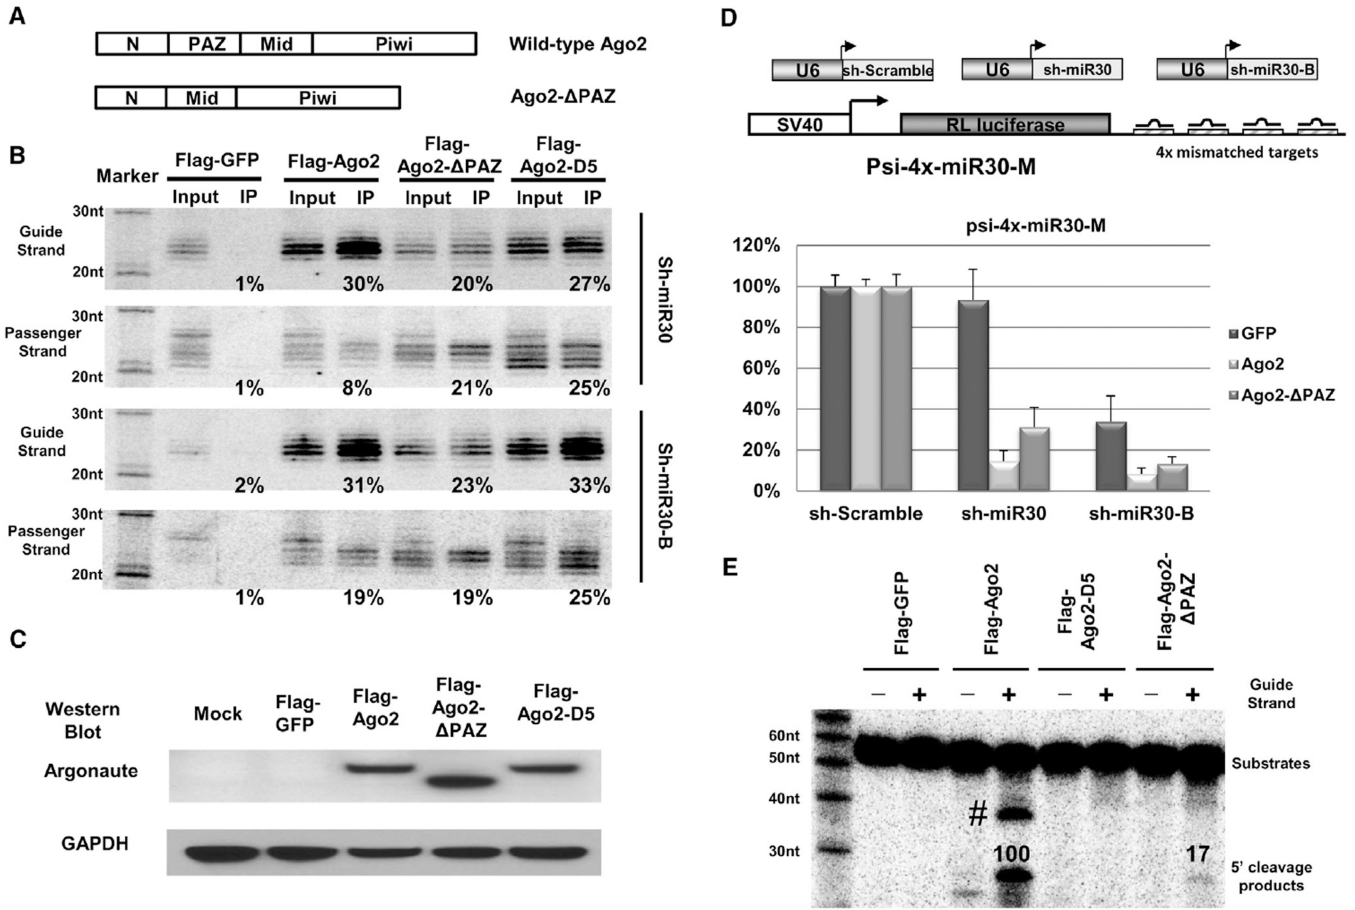 A
N PAZ Mid Piwi Wild-type Ago2
N Mid Piwi Ago2-ΔPAZ
B
Marker
Flag-GFP
Flag-Ago2
Flag-
Ago2-ΔPAZ
Flag-
Ago2-D5
Input IP Input IP Input IP Input IP
30nt
Guide
Strand
20nt
1% 30% 20% 27%
30nt
Passenger
Strand
20nt
1% 8% 21% 25%
Sh-miR30
30nt
Guide
Strand
20nt
2% 31% 23% 33%
30nt
Passenger
Strand
20nt
1% 19% 19% 25%
Sh-miR30-B
C
Western
Blot
Mock
Flag-
GFP
Flag-
Ago2
Flag-
Ago2-
ΔPAZ
Flag-
Ago2-D5
Argonaute
GAPDH
D
U6 sh-Scramble
U6 sh-miR30
U6 sh-miR30-B
SV40 RL luciferase
4x mismatched targets
Psi-4x-miR30-M
psi-4x-miR30-M
120%
100%
80%
60%
40%
20%
0%
sh-Scramble sh-miR30 sh-miR30-B
GFP
Ago2
Ago2-ΔPAZ
E
Flag-GFP
Flag-Ago2
Flag-
Ago2-D5
Flag-Ago2-
ΔPAZ
– + – + – + – +
Guide
Strand
60nt
50nt
40nt
30nt
Substrates
#
100
17
5' cleavage
products